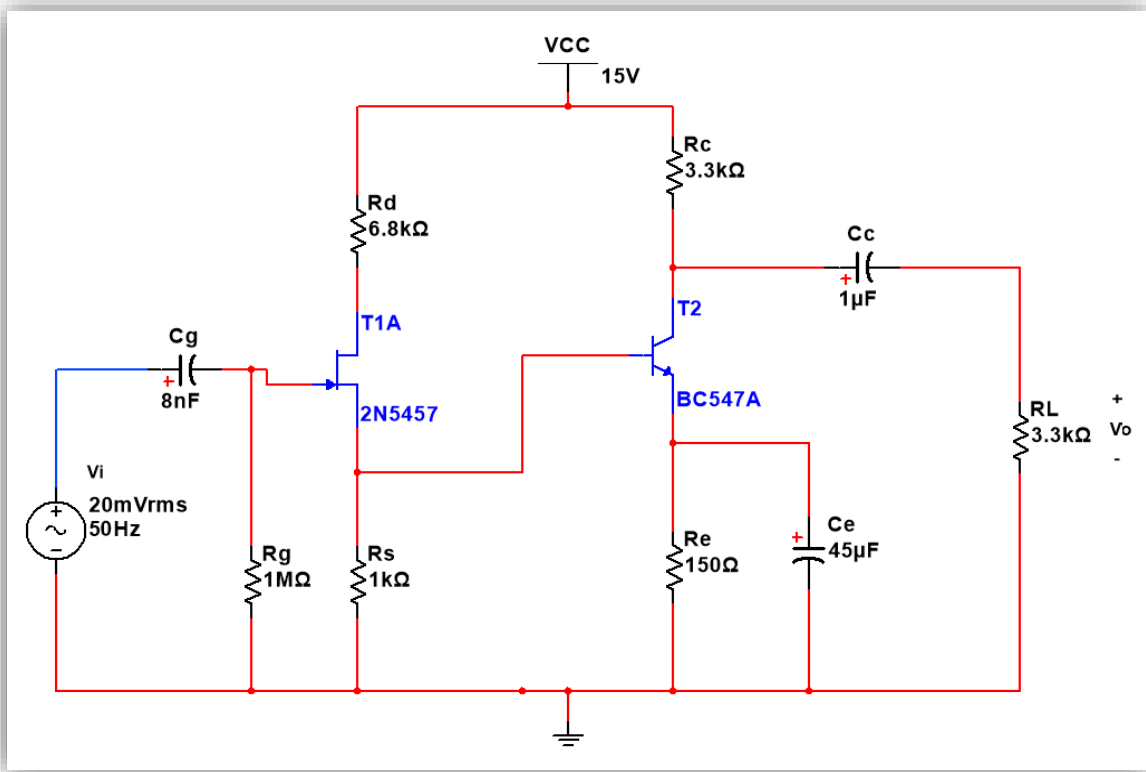 VCC
15V
Rc
3.3kΩ
Rd
6.8kΩ
Cc
+
1µF
T1A
T2
Cg
+
8nF
2N5457
BC547A
RL
3.3kΩ
+
Vo
-
Vi
20mVrms
50Hz
+
Rg
1MΩ
Rs
1kΩ
Re
150Ω
Ce
+
45µF